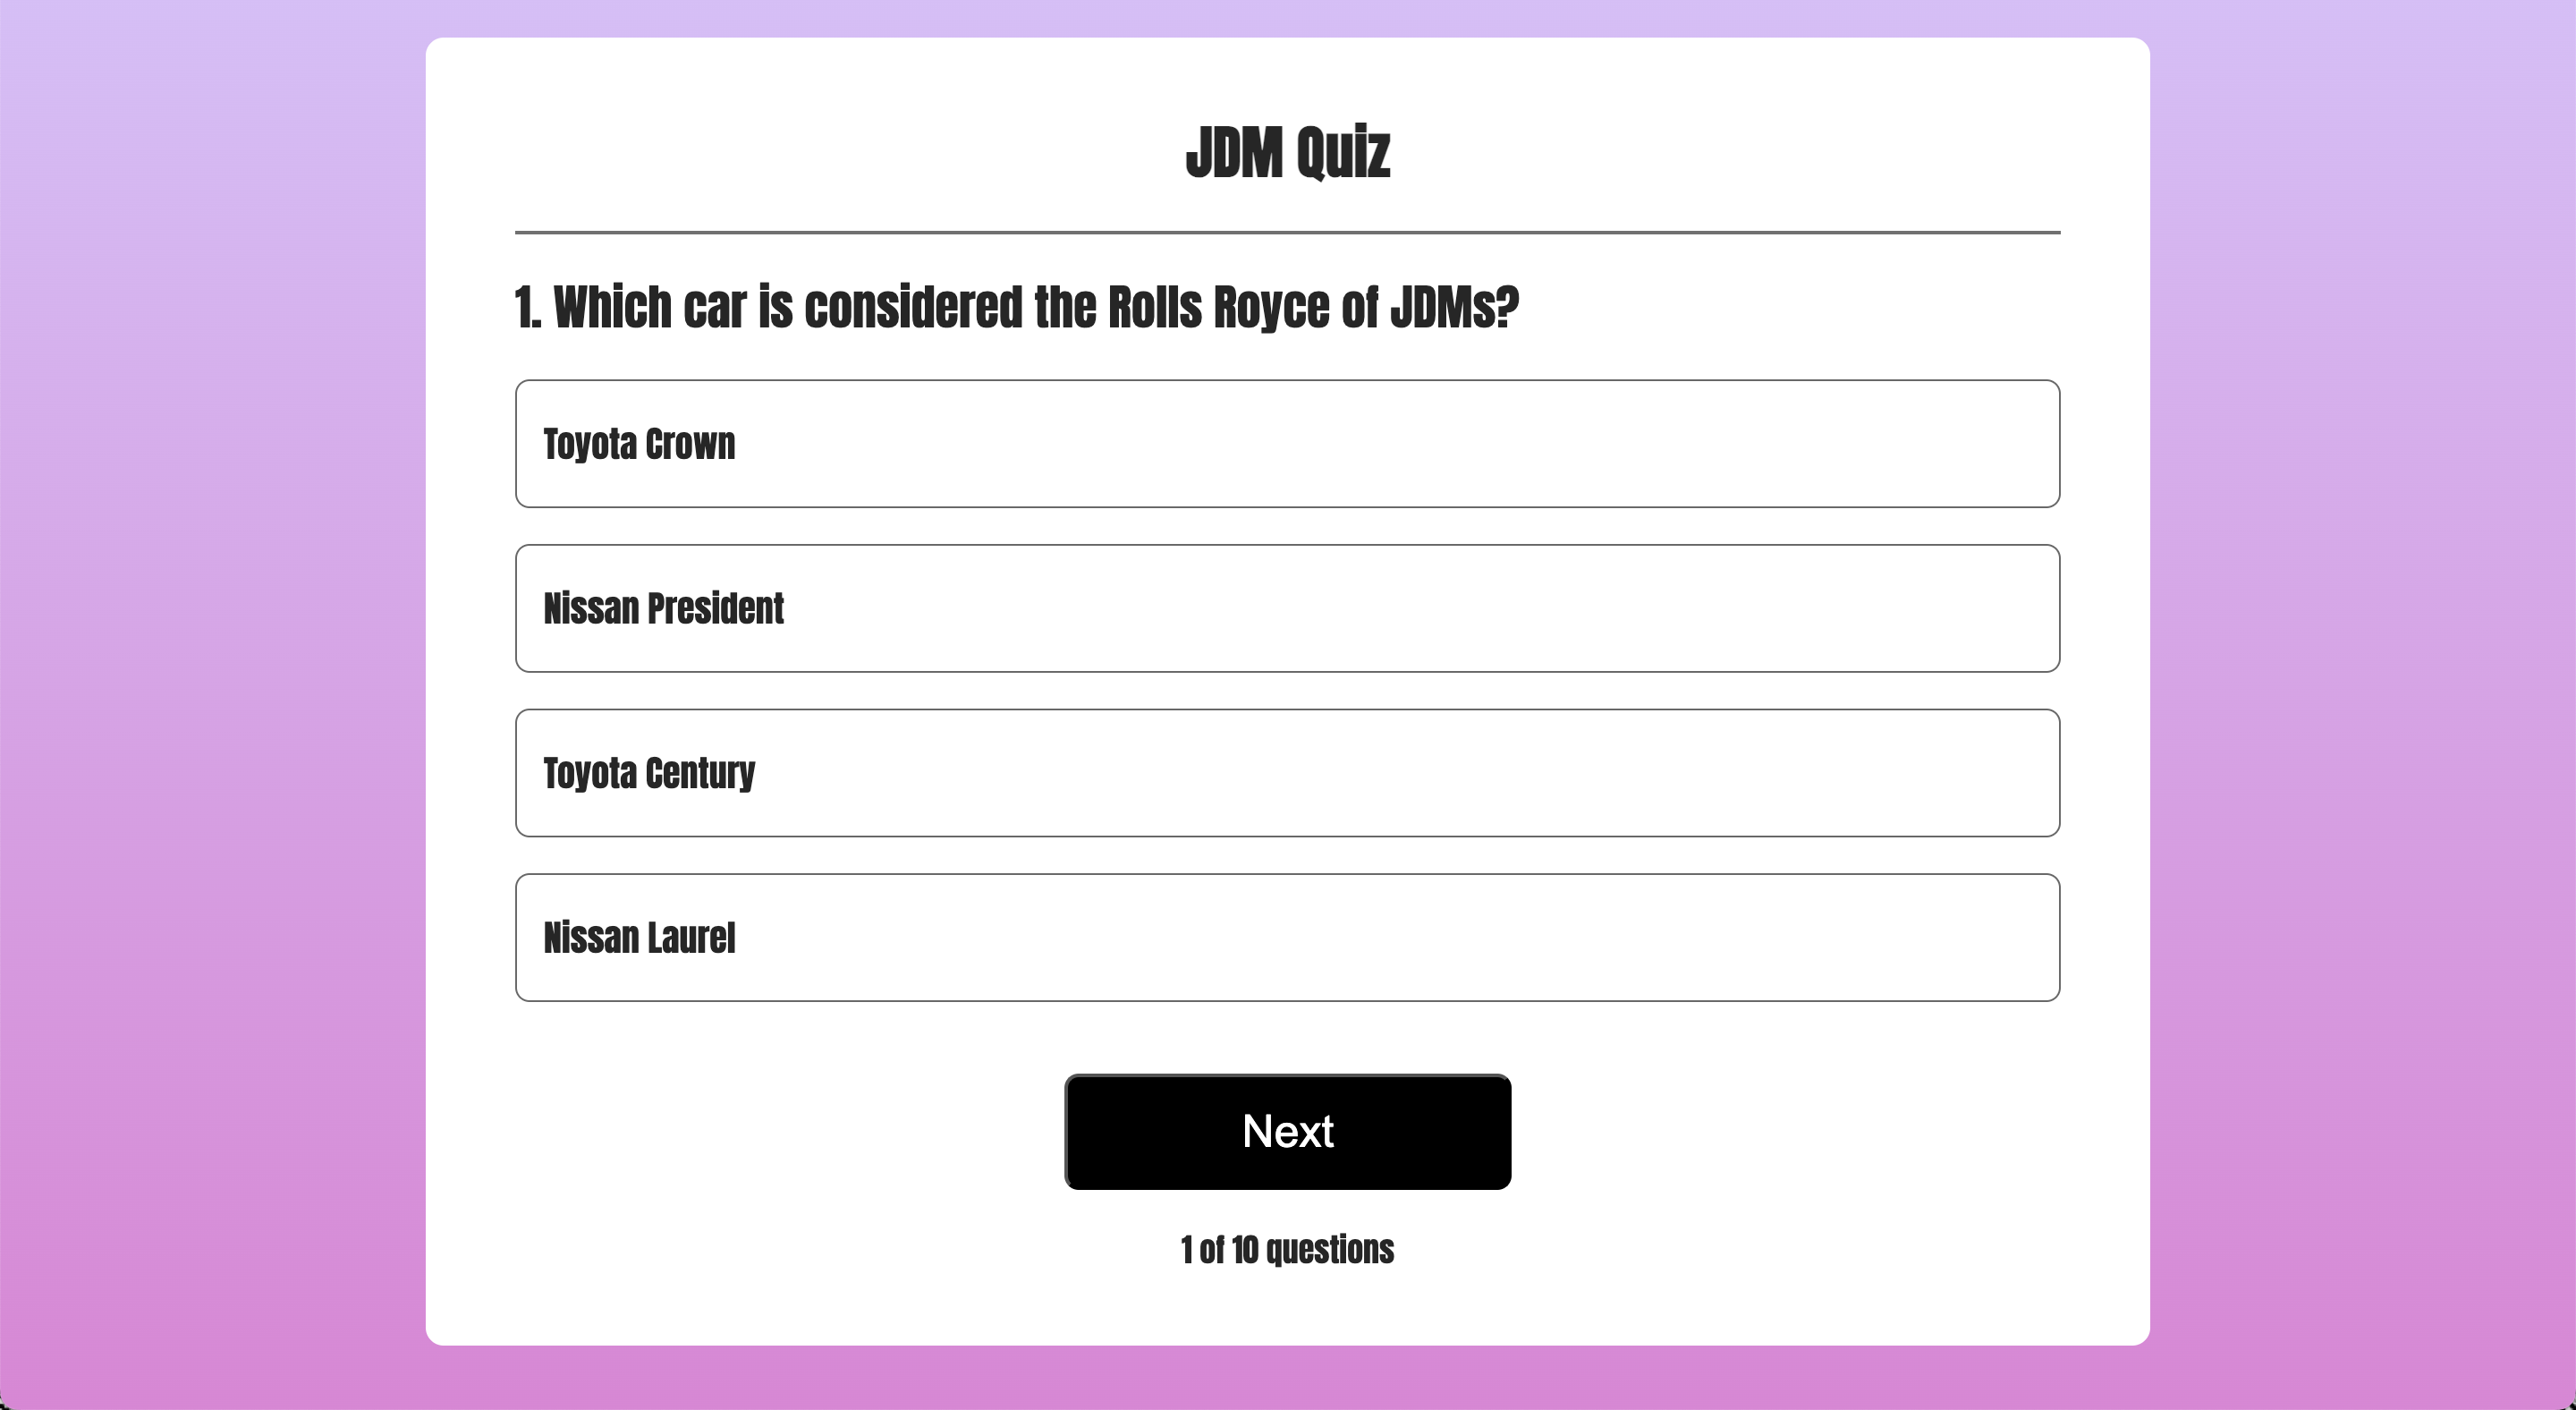 JDM Quiz
1. Which car is considered the Rolls Royce of JDMs?
Toyota Crown
Nissan President
Toyota Century
Nissan Laurel
Next
1 of 10 questions